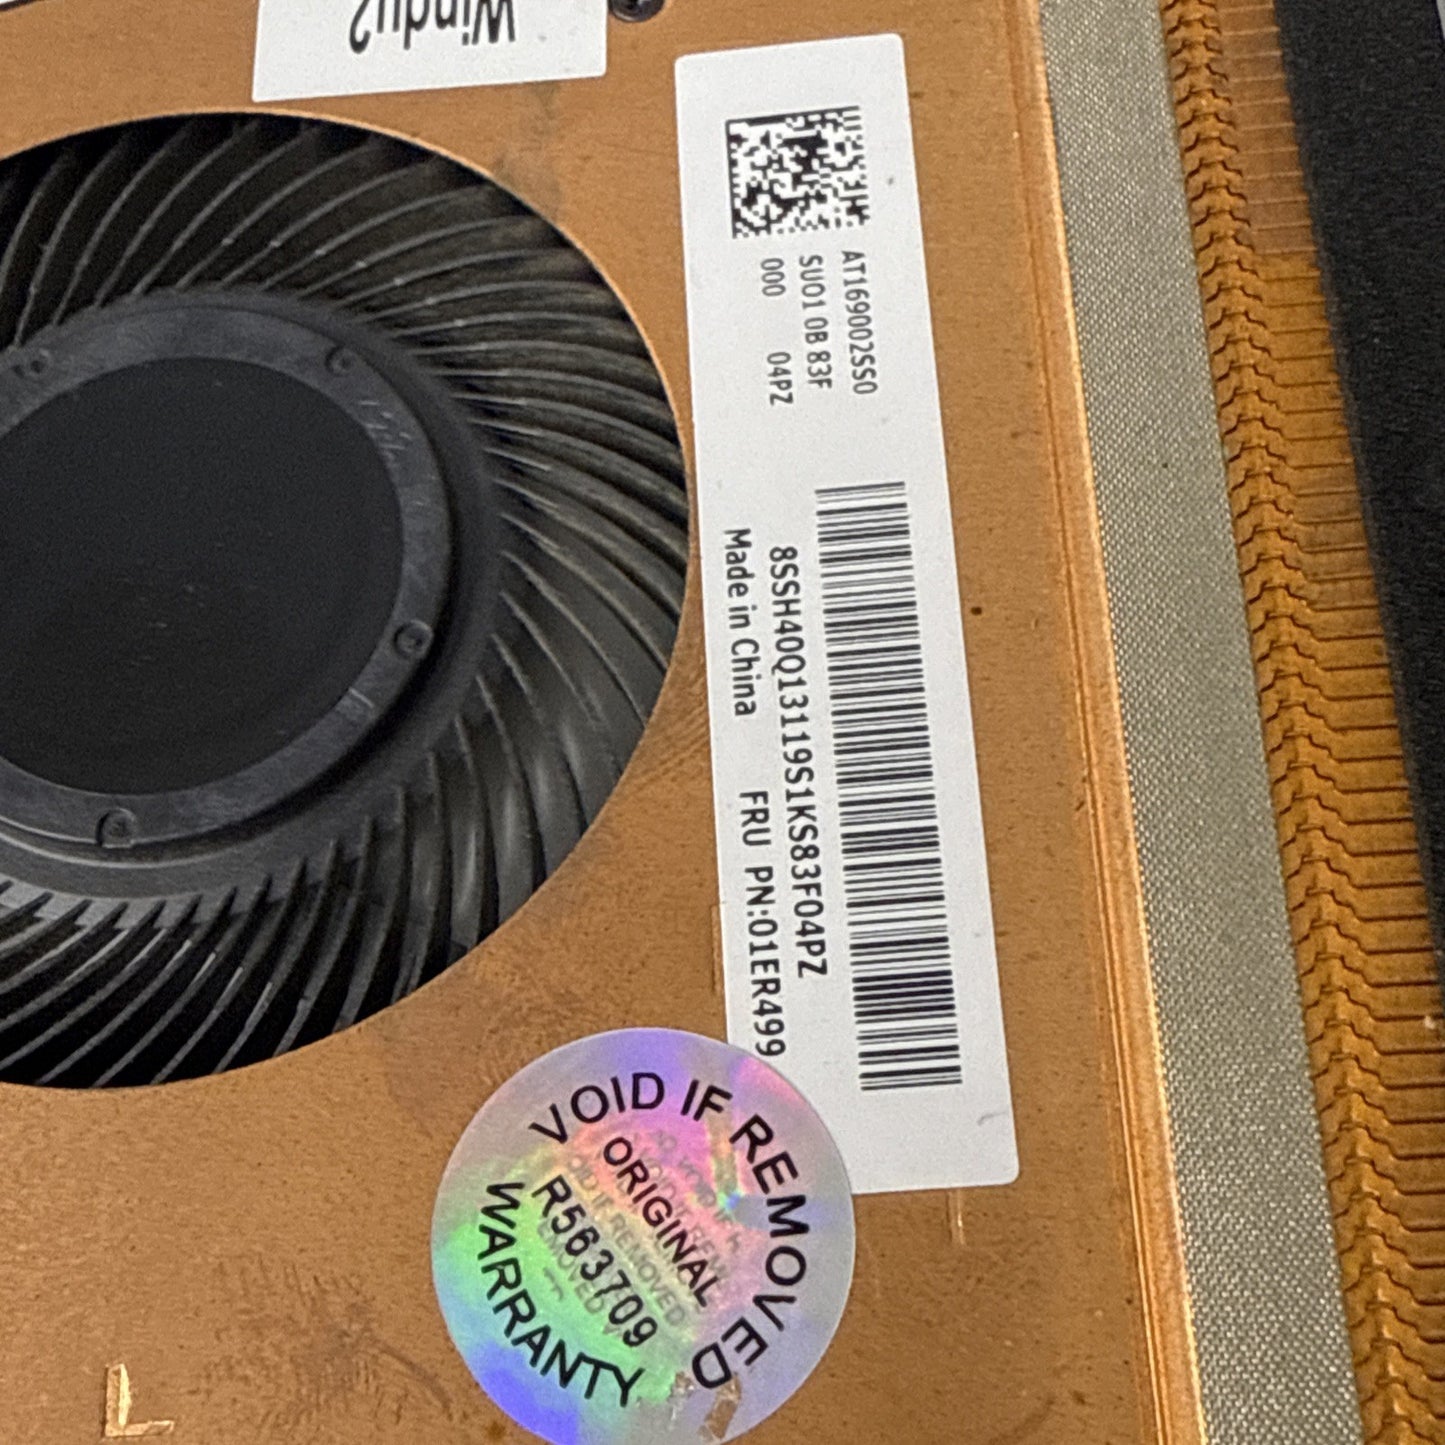 Windu2
AT169002SS0
SU01 0B 83F
000 04PZ
8SSH40Q13119S1KS83F04PZ
Made in China FRU PN:01ER499
VOID IF REMOVED
ORIGINAL
R563709
WARRANTY
L